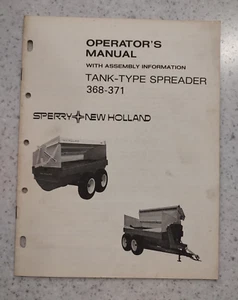 OPERATOR'S
MANUAL
WITH ASSEMBLY INFORMATION
TANK-TYPE SPREADER
368-371
SPERRY NEW HOLLAND